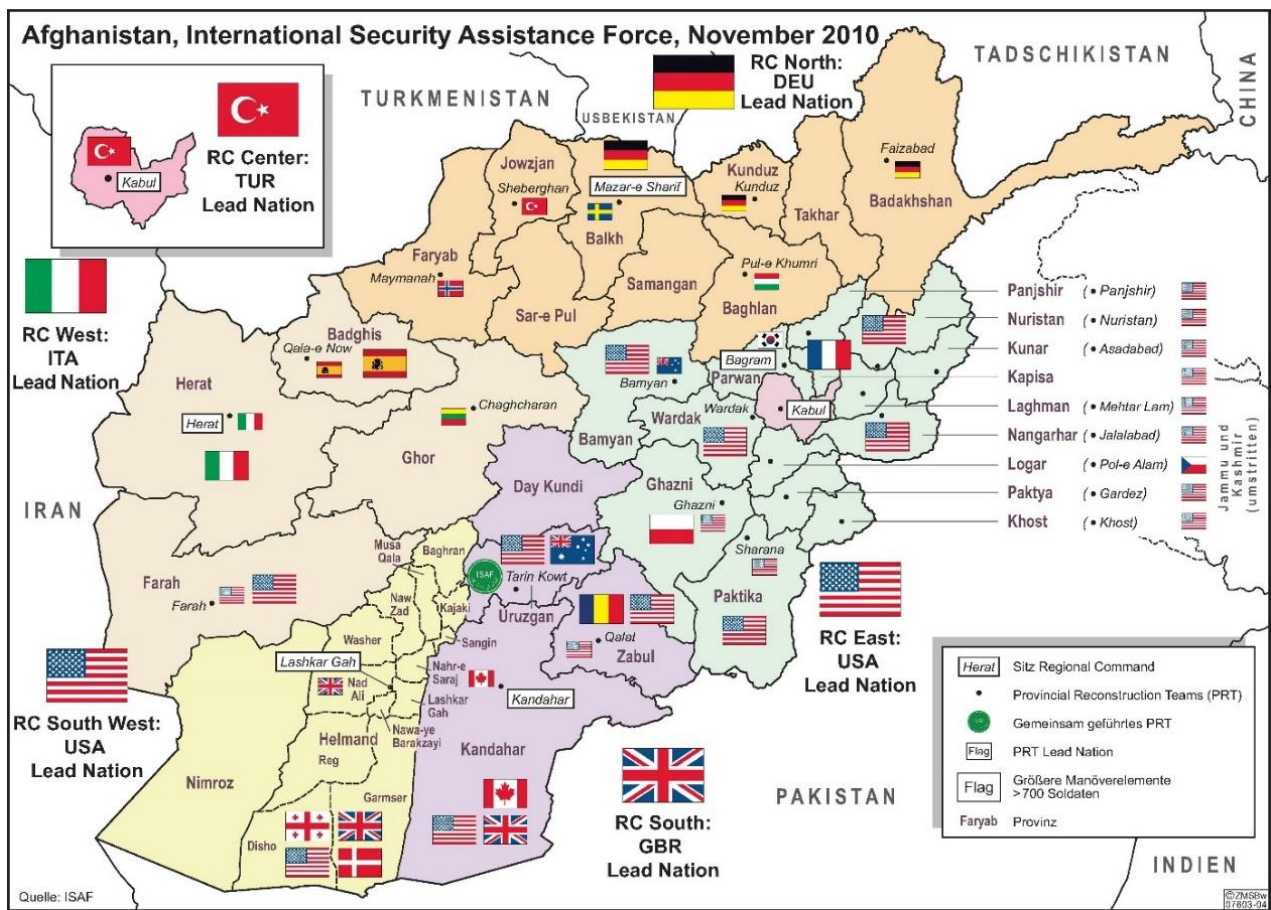 Afghanistan, International Security Assistance Force, November 2010
RC Center:
TUR
Lead Nation
Kabul
RC North:
DEU
Lead Nation
TADSCHIKISTAN
CHINA
TURKMENISTAN
USBEKISTAN
Jowzjan
Sheberghan
Mazar-e Sharif
Balkh
Kunduz
Kunduz
Takhar
Faizabad
Badakhshan
Faryab
Maymanah
Sar-e Pul
Samangan
Pul-e Khumri
Baghlan
RC West:
ITA
Lead Nation
Badghis
Qala-e Now
Herat
Herat
Chaghcharan
Ghor
Bamyan
Bamyan
Bagram
Parwan
Wardak
Wardak
Kabul
Panjshir (• Panjshir)
Nuristan (• Nuristan)
Kunar (• Asadabad)
Kapisa
Laghman (• Mehtar Lam)
Nangarhar (• Jalalabad)
Logar (• Pol-e Alam)
Paktya (• Gardez)
Khost (• Khost)
Jammu und
Kashmir
(umstritten)
IRAN
Day Kundi
Ghazni
Ghazni
Sharana
Paktika
Farah
Farah
Musa
Qala
Baghran
ISAF
Tarin Kowt
Uruzgan
Naw
Zad
Kajaki
Washer
Sangin
Qalat
Zabul
RC East:
USA
Lead Nation
RC South West:
USA
Lead Nation
Lashkar Gah
Nad
Ali
Nahr-e
Saraj
Lashkar
Gah
Nawa-ye
Barakzayi
Kandahar
Kandahar
Helmand
Reg
Nimroz
Garmser
Disho
RC South:
GBR
Lead Nation
PAKISTAN
INDIEN
Herat Sitz Regional Command
• Provincial Reconstruction Teams (PRT)
Gemeinsam geführtes PRT
Flag PRT Lead Nation
Flag Größere Manöverelemente
>700 Soldaten
Faryab Provinz
Quelle: ISAF
©ZMSBw
07603-04